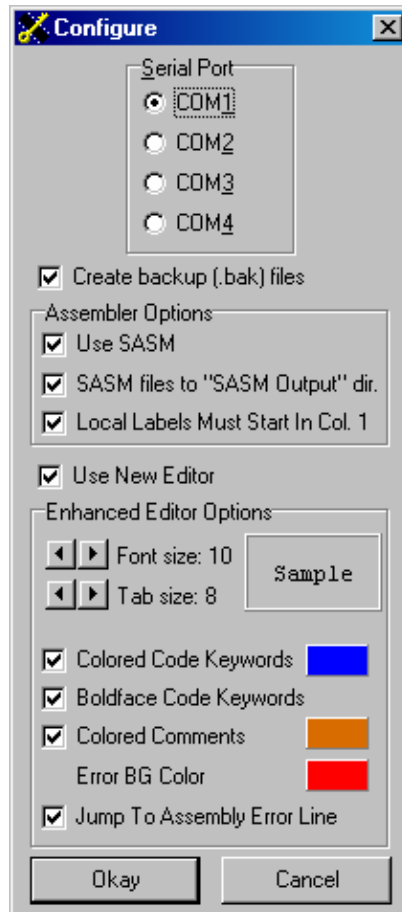 Configure
Serial Port
COM1
COM2
COM3
COM4
Create backup (.bak) files
Assembler Options
Use SASM
SASM files to "SASM Output" dir.
Local Labels Must Start In Col. 1
Use New Editor
Enhanced Editor Options
Font size: 10
Sample
Tab size: 8
Colored Code Keywords
Boldface Code Keywords
Colored Comments
Error BG Color
Jump To Assembly Error Line
Okay
Cancel